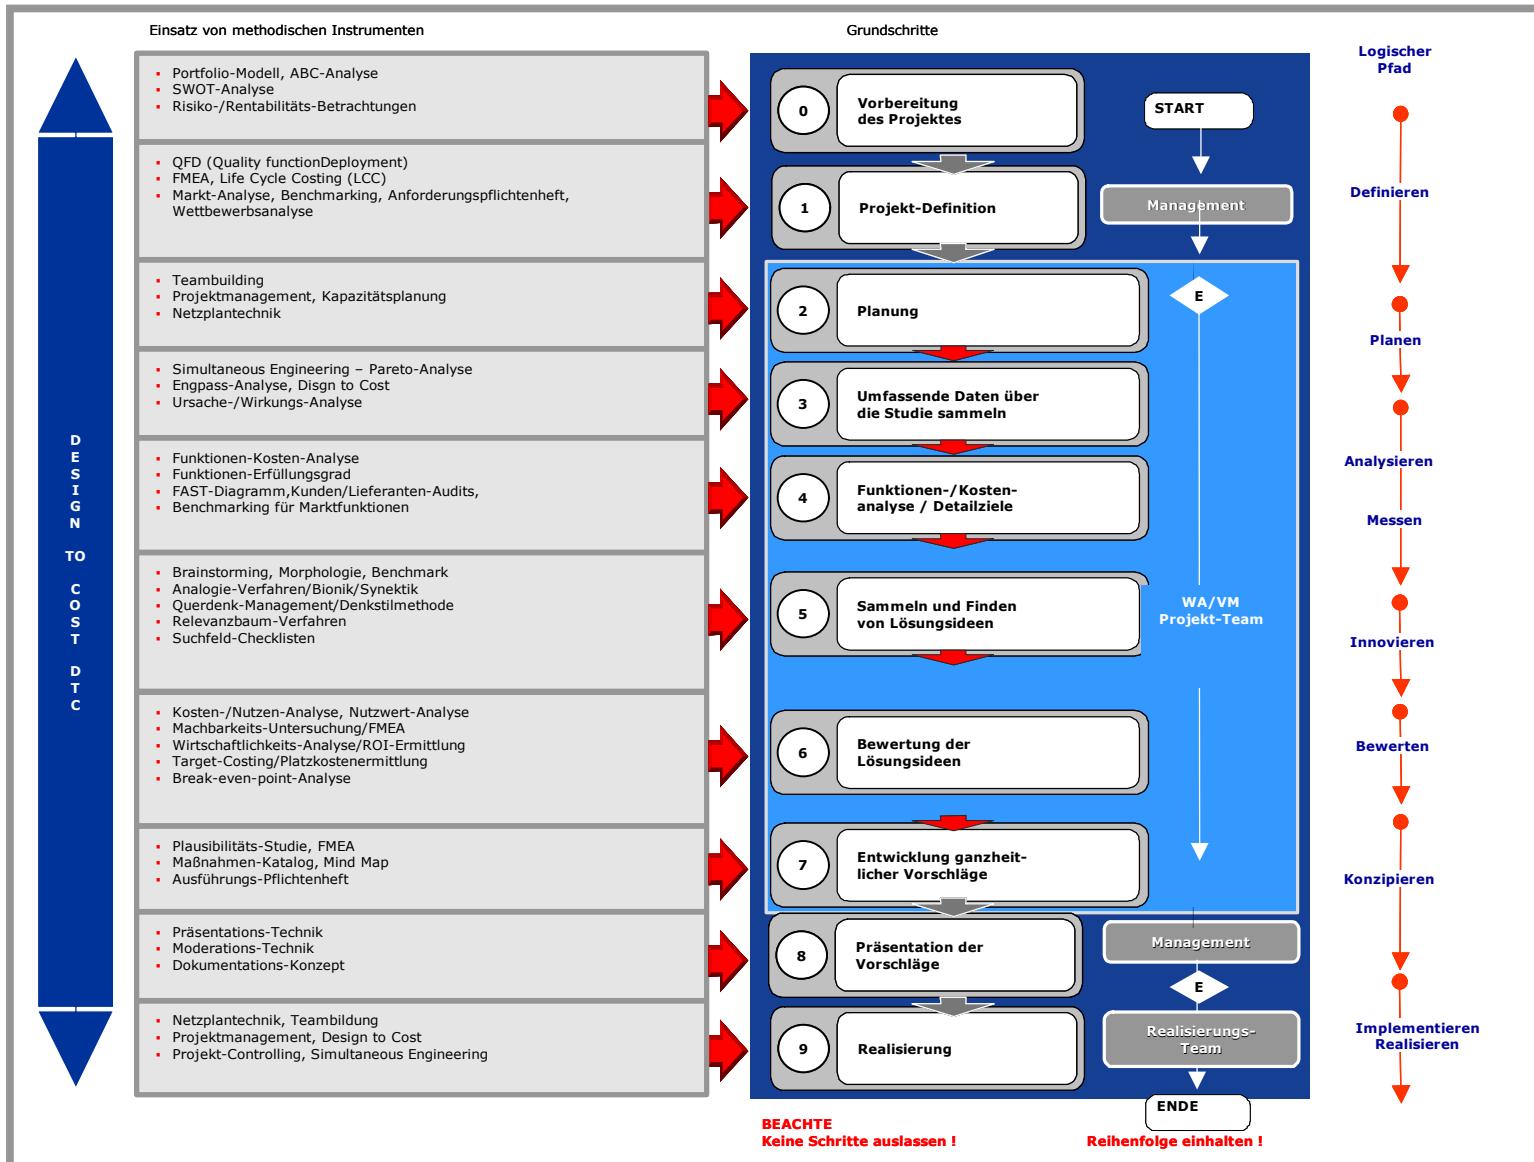 Einsatz von methodischen Instrumenten
Grundschritte
Logischer
Pfad
DESIGN TO COST DTC
Portfolio-Modell, ABC-Analyse
SWOT-Analyse
Risiko-/Rentabilitäts-Betrachtungen
0
Vorbereitung
des Projektes
START
QFD (Quality functionDeployment)
FMEA, Life Cycle Costing (LCC)
Markt-Analyse, Benchmarking, Anforderungspflichtenheft,
Wettbewerbsanalyse
1
Projekt-Definition
Management
Definieren
Teambuilding
Projektmanagement, Kapazitätsplanung
Netzplantechnik
2
Planung
E
Planen
Simultaneous Engineering – Pareto-Analyse
Engpass-Analyse, Disgn to Cost
Ursache-/Wirkungs-Analyse
3
Umfassende Daten über
die Studie sammeln
Funktionen-Kosten-Analyse
Funktionen-Erfüllungsgrad
FAST-Diagramm,Kunden/Lieferanten-Audits,
Benchmarking für Marktfunktionen
4
Funktionen-/Kosten-
analyse / Detailziele
Analysieren
Messen
Brainstorming, Morphologie, Benchmark
Analogie-Verfahren/Bionik/Synektik
Querdenk-Management/Denkstilmethode
Relevanzbaum-Verfahren
Suchfeld-Checklisten
5
Sammeln und Finden
von Lösungsideen
WA/VM
Projekt-Team
Innovieren
Kosten-/Nutzen-Analyse, Nutzwert-Analyse
Machbarkeits-Untersuchung/FMEA
Wirtschaftlichkeits-Analyse/ROI-Ermittlung
Target-Costing/Platzkostenermittlung
Break-even-point-Analyse
6
Bewertung der
Lösungsideen
Bewerten
Plausibilitäts-Studie, FMEA
Maßnahmen-Katalog, Mind Map
Ausführungs-Pflichtenheft
7
Entwicklung ganzheit-
licher Vorschläge
Konzipieren
Präsentations-Technik
Moderations-Technik
Dokumentations-Konzept
8
Präsentation der
Vorschläge
Management
E
Netzplantechnik, Teambildung
Projektmanagement, Design to Cost
Projekt-Controlling, Simultaneous Engineering
9
Realisierung
Realisierungs-
Team
Implementieren
Realisieren
ENDE
BEACHTE
Keine Schritte auslassen !
Reihenfolge einhalten !